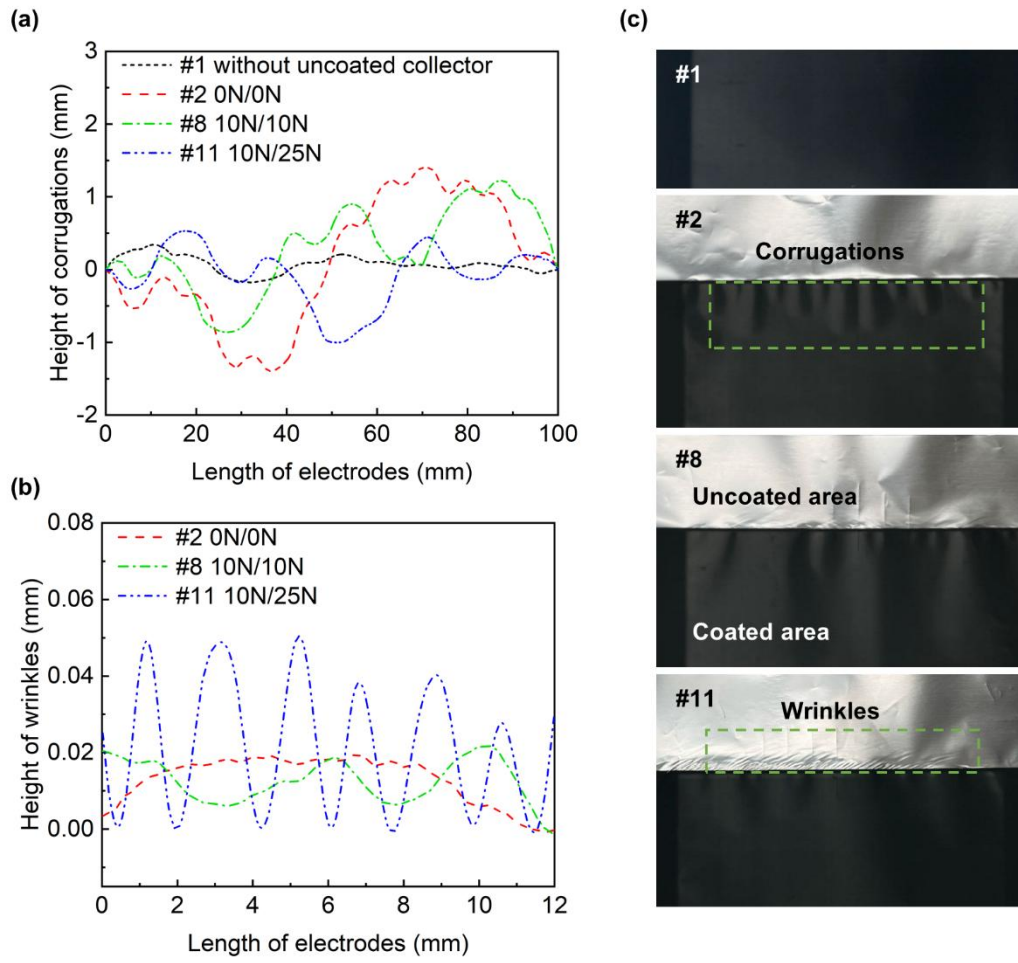 (a)
3
2
1
0
-1
-2
Height of corrugations (mm)
#1 without uncoated collector
#2 0N/0N
#8 10N/10N
#11 10N/25N
0
20
40
60
80
100
Length of electrodes (mm)
(b)
0.08
0.06
0.04
0.02
0.00
Height of wrinkles (mm)
#2 0N/0N
#8 10N/10N
#11 10N/25N
0
2
4
6
8
10
12
Length of electrodes (mm)
(c)
#1
#2
Corrugations
#8
Uncoated area
Coated area
#11
Wrinkles